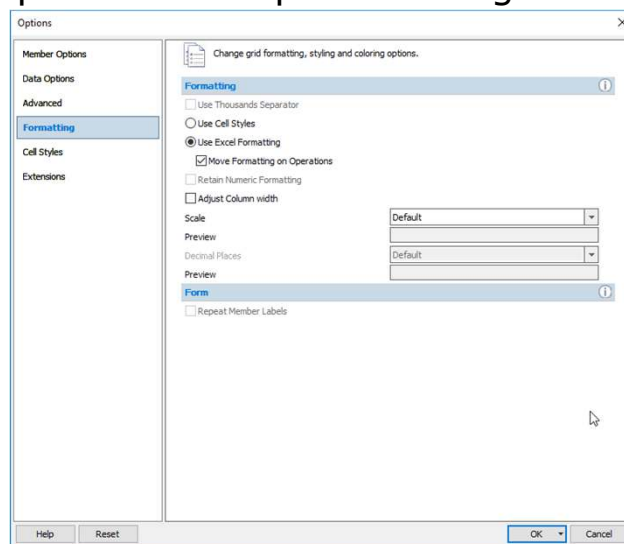 Options
Member Options
Data Options
Advanced
Formatting
Cell Styles
Extensions
Change grid formatting, styling and coloring options.
Formatting
Use Thousands Separator
Use Cell Styles
Use Excel Formatting
Move Formatting on Operations
Retain Numeric Formatting
Adjust Column width
Scale Default
Preview
Decimal Places Default
Preview
Form
Repeat Member Labels
Help Reset OK Cancel